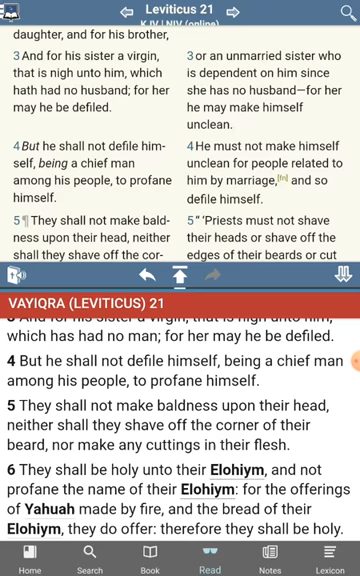 Leviticus 21
KJV | NIV (online)
daughter, and for his brother,
3 And for his sister a virgin,
that is nigh unto him, which
hath had no husband; for her
may he be defiled.
4 But he shall not defile him-
self, being a chief man
among his people, to profane
himself.
5 ¶ They shall not make bald-
ness upon their head, neither
shall they shave off the cor-
3 or an unmarried sister who
is dependent on him since
she has no husband—for her
he may make himself
unclean.
4 He must not make himself
unclean for people related to
him by marriage,[fn] and so
defile himself.
5 “ ‘Priests must not shave
their heads or shave off the
edges of their beards or cut
VAYIQRA (LEVITICUS) 21
3 And for his sister a virgin, that is nigh unto him,
which has had no man; for her may he be defiled.
4 But he shall not defile himself, being a chief man
among his people, to profane himself.
5 They shall not make baldness upon their head,
neither shall they shave off the corner of their
beard, nor make any cuttings in their flesh.
6 They shall be holy unto their Elohiym, and not
profane the name of their Elohiym: for the offerings
of Yahuah made by fire, and the bread of their
Elohiym, they do offer: therefore they shall be holy.
Home
Search
Book
Read
Notes
Lexicon